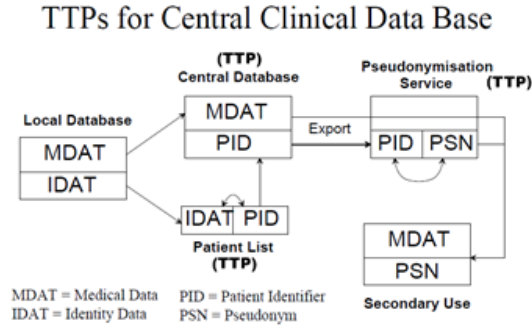 TTPs for Central Clinical Data Base
(TTP)
Central Database
Pseudonymisation
Service
(TTP)
Local Database
MDAT
IDAT
MDAT
PID
Export
PID PSN
IDAT PID
Patient List
(TTP)
MDAT
PSN
Secondary Use
MDAT = Medical Data
IDAT = Identity Data
PID = Patient Identifier
PSN = Pseudonym